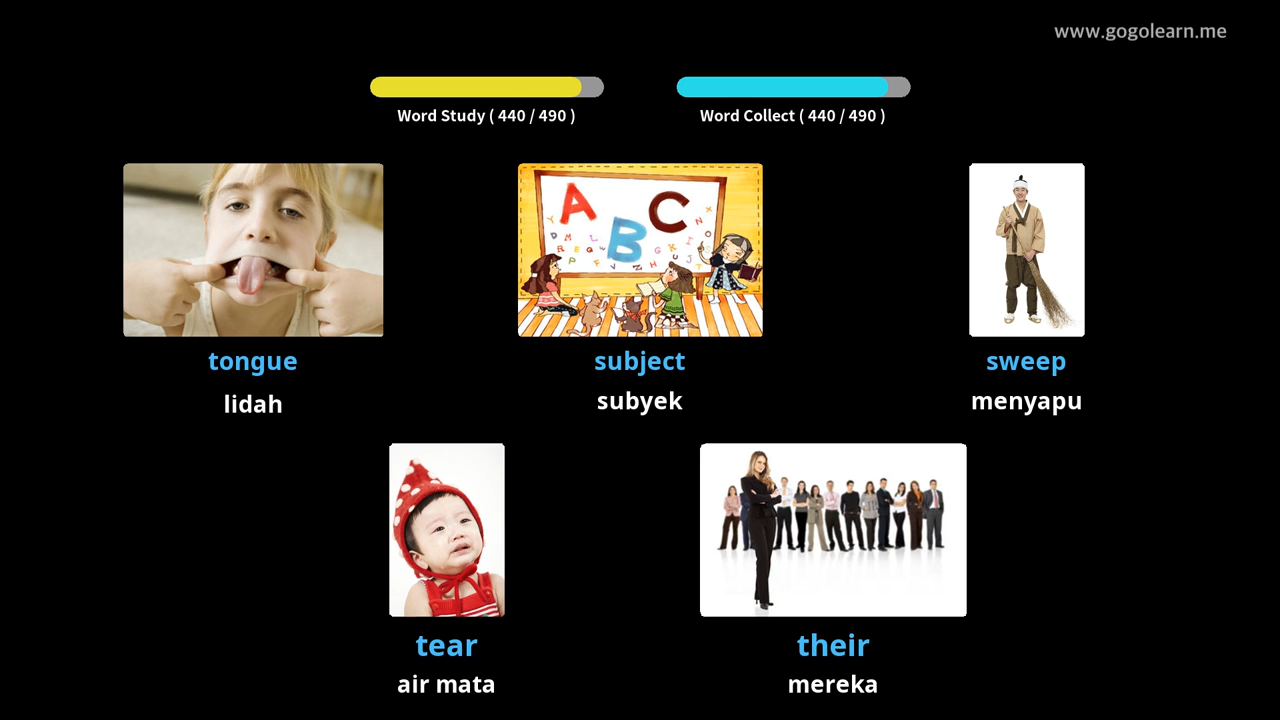 www.gogolearn.me
Word Study ( 440 / 490 )
Word Collect ( 440 / 490 )
A
B
C
tongue
subject
sweep
lidah
subyek
menyapu
tear
their
air mata
mereka